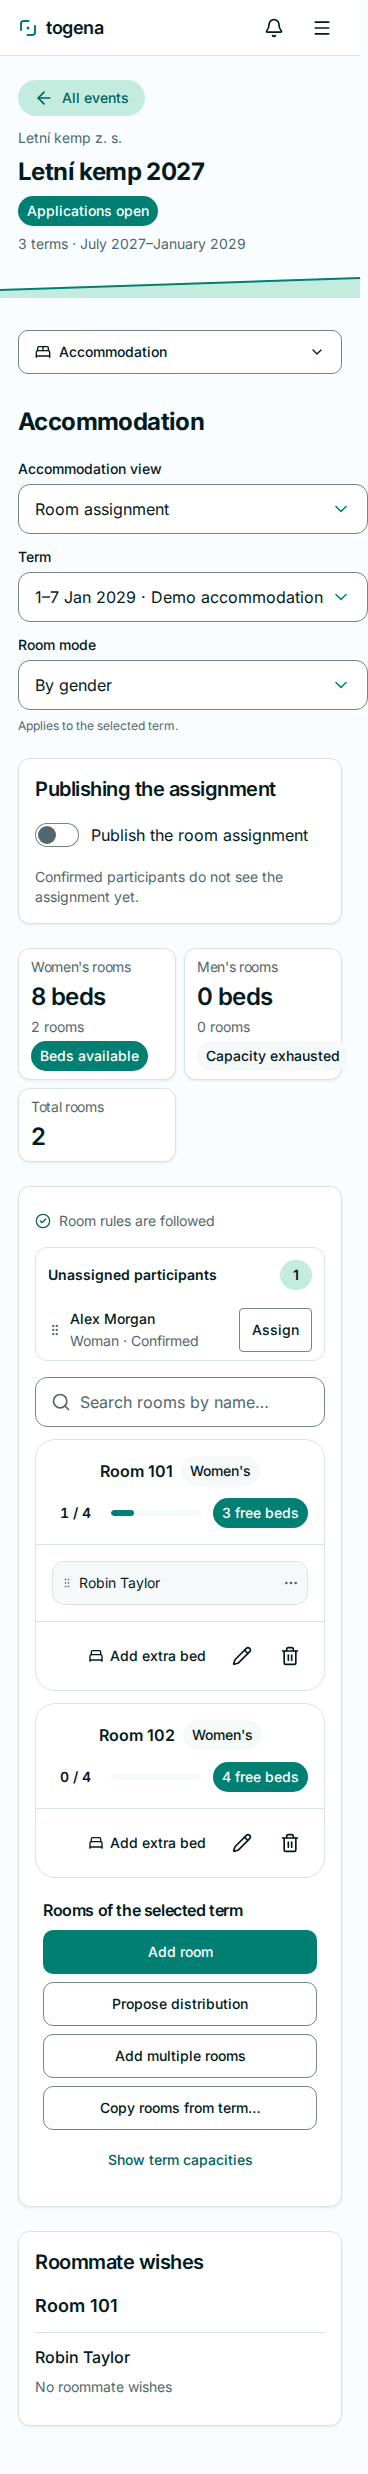 togena
All events
Letní kemp z. s.
Letní kemp 2027
Applications open
3 terms · July 2027–January 2029
Accommodation
Accommodation
Accommodation view
Room assignment
Term
1–7 Jan 2029 · Demo accommodation
Room mode
By gender
Applies to the selected term.
Publishing the assignment
Publish the room assignment
Confirmed participants do not see the
assignment yet.
Women's rooms
8 beds
2 rooms
Beds available
Men's rooms
0 beds
0 rooms
Capacity exhausted
Total rooms
2
Room rules are followed
Unassigned participants
1
Alex Morgan
Woman · Confirmed
Assign
Search rooms by name...
Room 101 Women's
1 / 4
3 free beds
Robin Taylor
Add extra bed
Room 102 Women's
0 / 4
4 free beds
Add extra bed
Rooms of the selected term
Add room
Propose distribution
Add multiple rooms
Copy rooms from term...
Show term capacities
Roommate wishes
Room 101
Robin Taylor
No roommate wishes